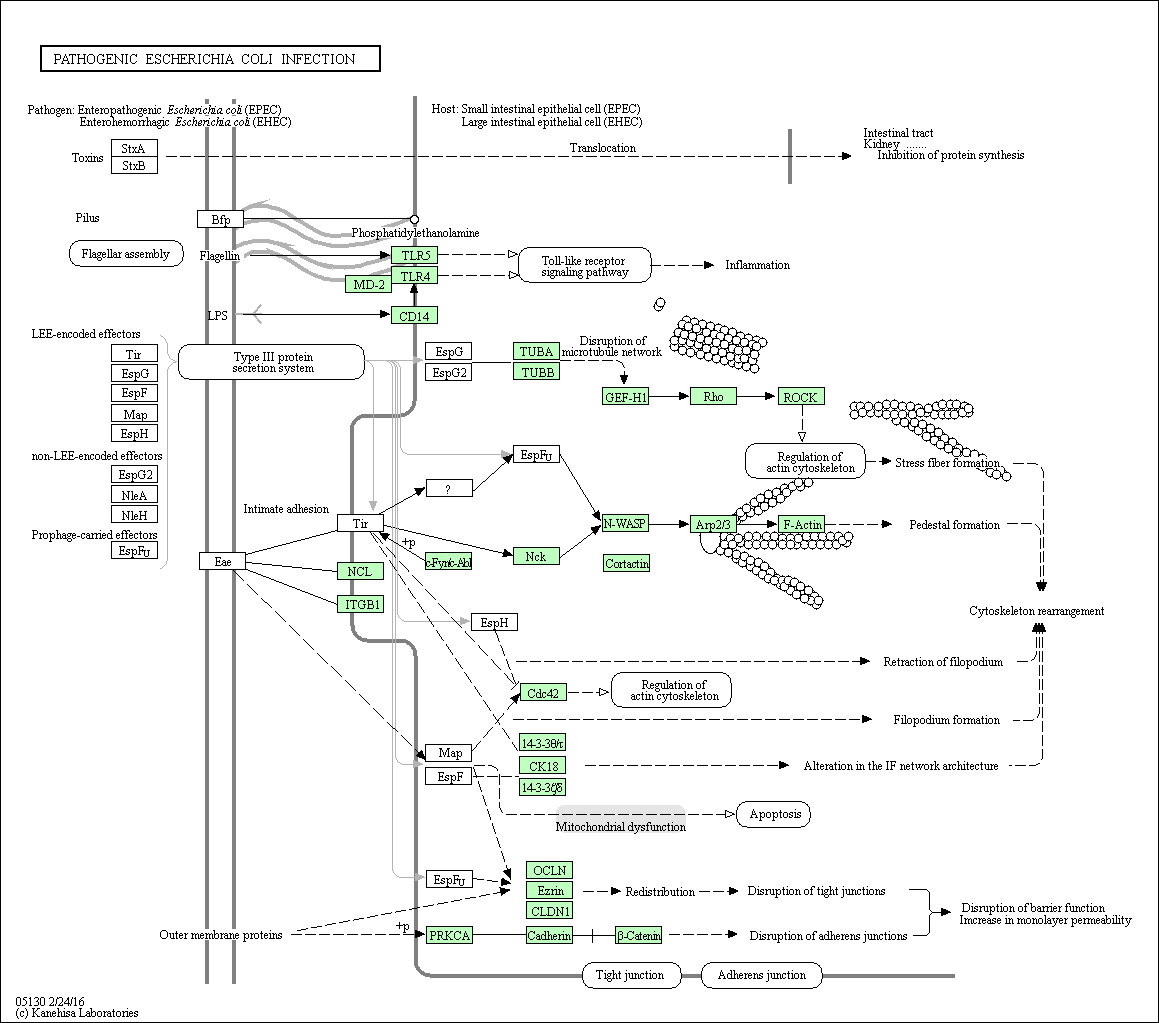 PATHOGENIC ESCHERICHIA COLI INFECTION
Pathogen: Enteropathogenic Escherichia coli (EPEC)
Enterohemorrhagic Escherichia coli (EHEC)
Host: Small intestinal epithelial cell (EPEC)
Large intestinal epithelial cell (EHEC)
Toxins
StxA
StxB
Translocation
Intestinal tract
Kidney .......
Inhibition of protein synthesis
Pilus
Bfp
Phosphatidylethanolamine
Flagellar assembly
Flagellin
TLR5
TLR4
MD-2
Toll-like receptor
signaling pathway
Inflammation
LPS
CD14
LEE-encoded effectors
Tir
EspG
EspF
Map
EspH
non-LEE-encoded effectors
EspG2
NleA
NleH
Prophage-carried effectors
EspFU
Type III protein
secretion system
EspG
EspG2
TUBA
TUBB
Disruption of
microtubule network
GEF-H1
Rho
ROCK
Regulation of
actin cytoskeleton
Stress fiber formation
EspFU
?
Intimate adhesion
Tir
N-WASP
Arp2/3
F-Actin
Pedestal formation
+p
Eae
c-Fyn/c-Abl
Nck
Cortactin
NCL
ITGB1
Cytoskeleton rearrangement
EspH
Retraction of filopodium
Cdc42
Regulation of
actin cytoskeleton
Filopodium formation
Map
EspF
14-3-3θ/τ
CK18
14-3-3ζ/δ
Alteration in the IF network architecture
Mitochondrial dysfunction
Apoptosis
EspFU
OCLN
Ezrin
CLDN1
Redistribution
Disruption of tight junctions
Disruption of barrier function
Increase in monolayer permeability
Outer membrane proteins
+p
PRKCA
Cadherin
β-Catenin
Disruption of adherens junctions
Tight junction
Adherens junction
05130 2/24/16
(c) Kanehisa Laboratories